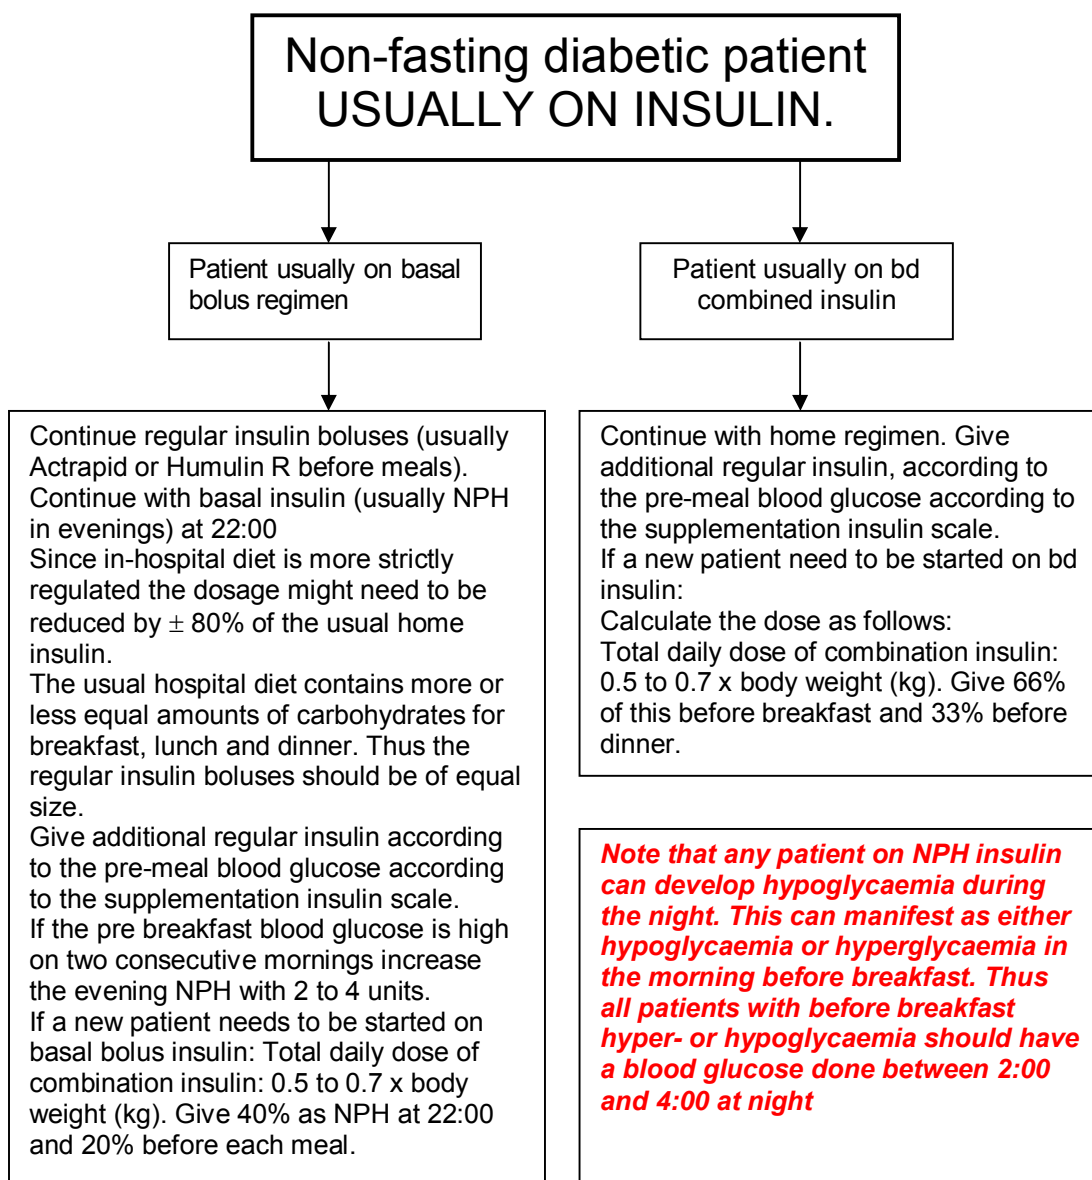 Non-fasting diabetic patient
USUALLY ON INSULIN.
Patient usually on basal
bolus regimen
Patient usually on bd
combined insulin
Continue regular insulin boluses (usually
Actrapid or Humulin R before meals).
Continue with basal insulin (usually NPH
in evenings) at 22:00
Since in-hospital diet is more strictly
regulated the dosage might need to be
reduced by ± 80% of the usual home
insulin.
The usual hospital diet contains more or
less equal amounts of carbohydrates for
breakfast, lunch and dinner. Thus the
regular insulin boluses should be of equal
size.
Give additional regular insulin according
to the pre-meal blood glucose according
to the supplementation insulin scale.
If the pre breakfast blood glucose is high
on two consecutive mornings increase
the evening NPH with 2 to 4 units.
If a new patient needs to be started on
basal bolus insulin: Total daily dose of
combination insulin: 0.5 to 0.7 x body
weight (kg). Give 40% as NPH at 22:00
and 20% before each meal.
Continue with home regimen. Give
additional regular insulin, according to
the pre-meal blood glucose according to
the supplementation insulin scale.
If a new patient need to be started on bd
insulin:
Calculate the dose as follows:
Total daily dose of combination insulin:
0.5 to 0.7 x body weight (kg). Give 66%
of this before breakfast and 33% before
dinner.
Note that any patient on NPH insulin
can develop hypoglycaemia during
the night. This can manifest as either
hypoglycaemia or hyperglycaemia in
the morning before breakfast. Thus
all patients with before breakfast
hyper- or hypoglycaemia should have
a blood glucose done between 2:00
and 4:00 at night